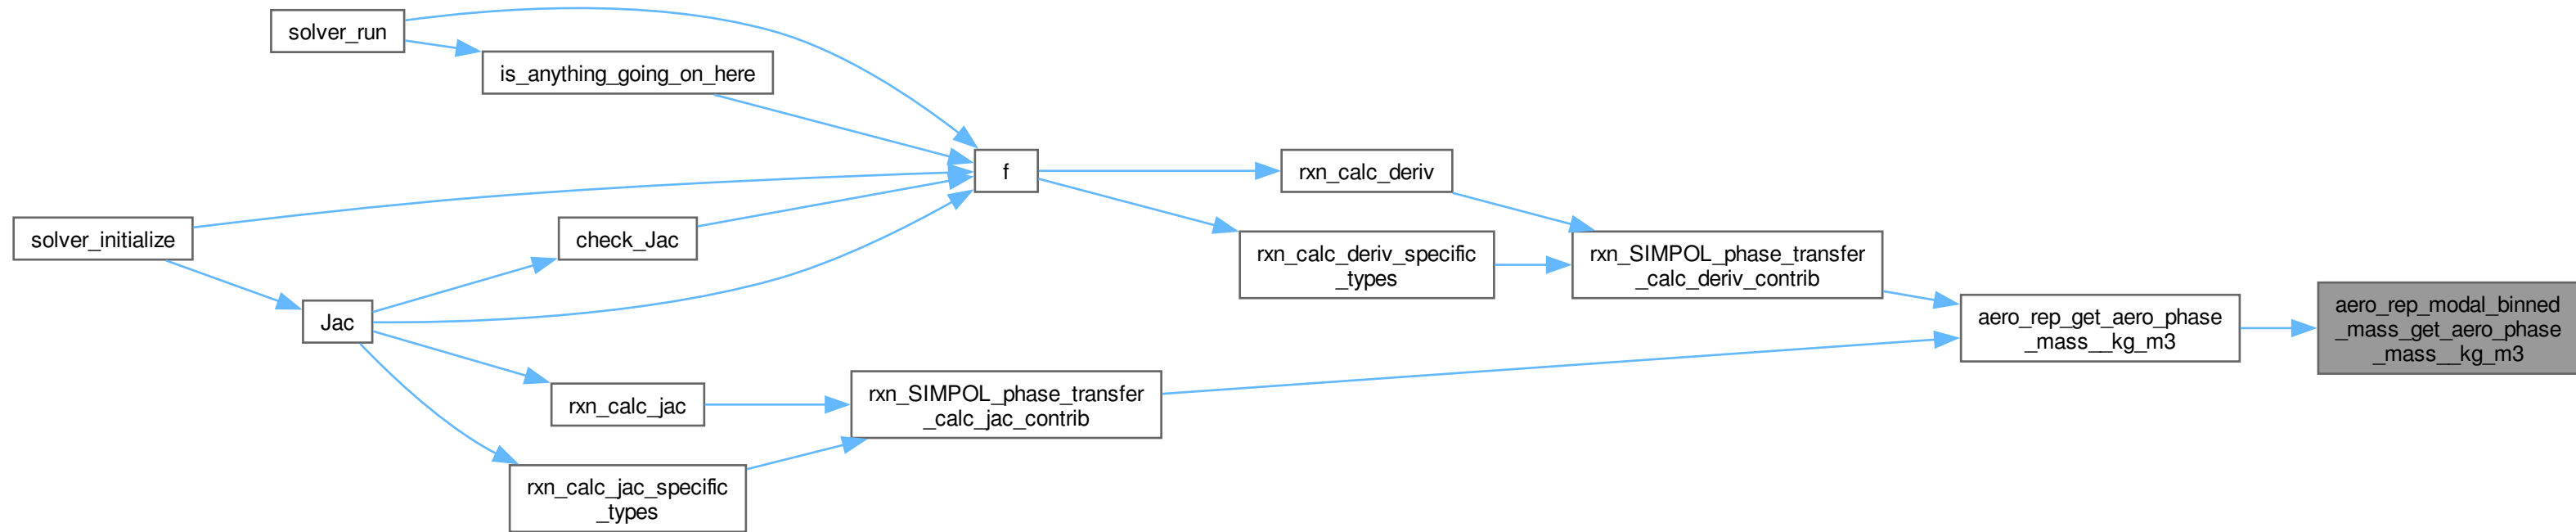 solver_run
is_anything_going_on_here
f
rxn_calc_deriv
solver_initialize
check_Jac
rxn_calc_deriv_specific
_types
rxn_SIMPOL_phase_transfer
_calc_deriv_contrib
Jac
aero_rep_get_aero_phase
_mass__kg_m3
aero_rep_modal_binned
_mass_get_aero_phase
_mass__kg_m3
rxn_calc_jac
rxn_SIMPOL_phase_transfer
_calc_jac_contrib
rxn_calc_jac_specific
_types